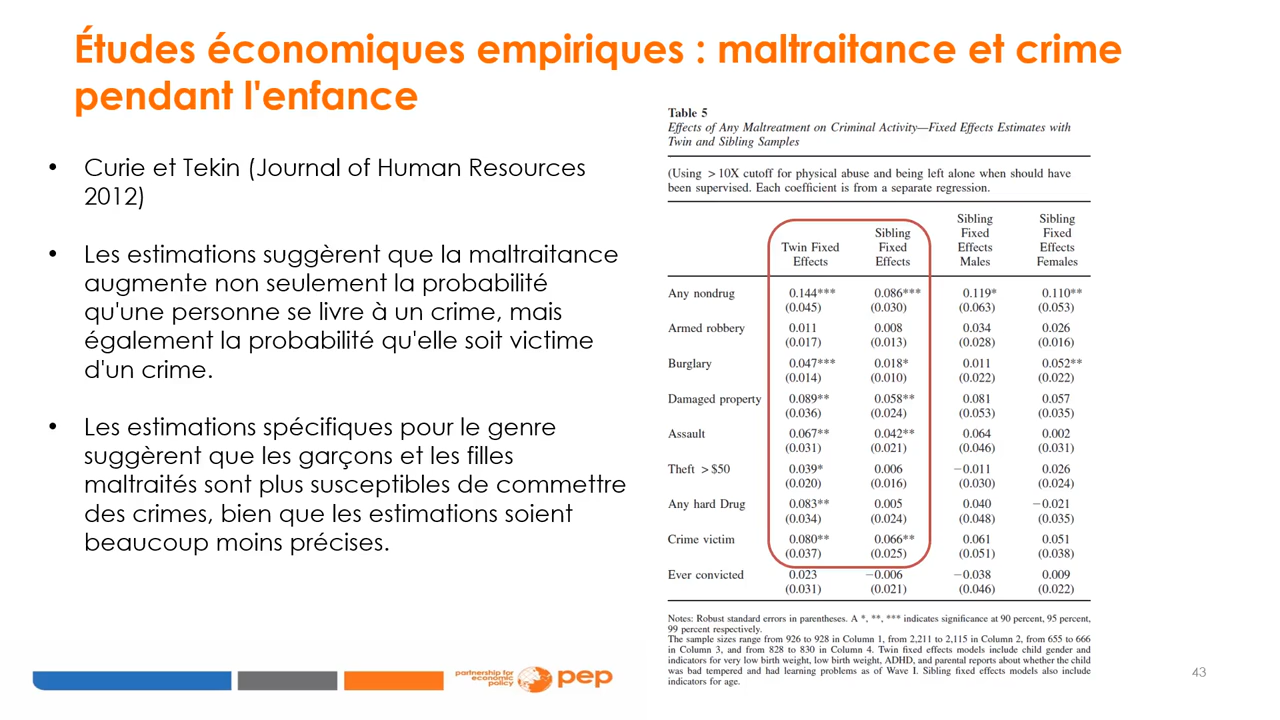 Études économiques empiriques : maltraitance et crime
pendant l'enfance
• Curie et Tekin (Journal of Human Resources
2012)
• Les estimations suggèrent que la maltraitance
augmente non seulement la probabilité
qu'une personne se livre à un crime, mais
également la probabilité qu'elle soit victime
d'un crime.
• Les estimations spécifiques pour le genre
suggèrent que les garçons et les filles
maltraités sont plus susceptibles de commettre
des crimes, bien que les estimations soient
beaucoup moins précises.
Table 5
Effects of Any Maltreatment on Criminal Activity—Fixed Effects Estimates with
Twin and Sibling Samples
(Using > 10X cutoff for physical abuse and being left alone when should have
been supervised. Each coefficient is from a separate regression.
Twin Fixed Effects | Sibling Fixed Effects | Sibling Fixed Effects Males | Sibling Fixed Effects Females
Any nondrug 0.144*** 0.086*** 0.119* 0.110**
(0.045) (0.030) (0.063) (0.053)
Armed robbery 0.011 0.008 0.034 0.026
(0.017) (0.013) (0.028) (0.016)
Burglary 0.047*** 0.018* 0.011 0.052**
(0.014) (0.010) (0.022) (0.022)
Damaged property 0.089** 0.058** 0.081 0.057
(0.036) (0.024) (0.053) (0.035)
Assault 0.067** 0.042** 0.064 0.002
(0.031) (0.021) (0.046) (0.031)
Theft > $50 0.039* 0.006 −0.011 0.026
(0.020) (0.016) (0.030) (0.024)
Any hard Drug 0.083** 0.005 0.040 −0.021
(0.034) (0.024) (0.048) (0.035)
Crime victim 0.080** 0.066** 0.061 0.051
(0.037) (0.025) (0.051) (0.038)
Ever convicted 0.023 −0.006 −0.038 0.009
(0.031) (0.021) (0.046) (0.022)
Notes: Robust standard errors in parentheses. A *, **, *** indicates significance at 90 percent, 95 percent,
99 percent respectively.
The sample sizes range from 926 to 928 in Column 1, from 2,211 to 2,115 in Column 2, from 655 to 666
in Column 3, and from 828 to 830 in Column 4. Twin fixed effects models include child gender and
indicators for very low birth weight, low birth weight, ADHD, and parental reports about whether the child
was bad tempered and had learning problems as of Wave I. Sibling fixed effects models also include
indicators for age.
partnership for
economic
policy
pep
43